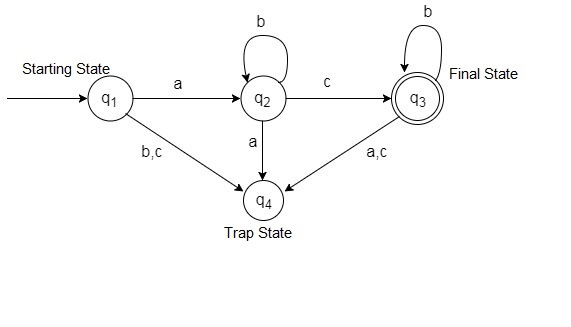 b
b
Starting State
Final State
a
c
q1
q2
q3
b,c
a
a,c
q4
Trap State